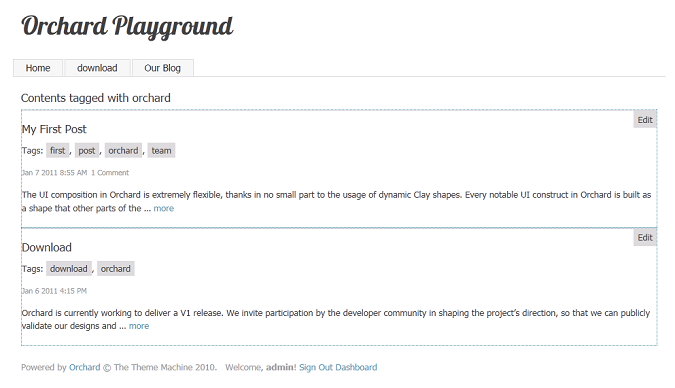 Orchard Playground
Home download Our Blog
Contents tagged with orchard
Edit
My First Post
Tags: first, post, orchard, team
Jan 7 2011 8:55 AM 1 Comment
The UI composition in Orchard is extremely flexible, thanks in no small part to the usage of dynamic Clay shapes. Every notable UI construct in Orchard is built as
a shape that other parts of the ... more
Edit
Download
Tags: download, orchard
Jan 6 2011 4:15 PM
Orchard is currently working to deliver a V1 release. We invite participation by the developer community in shaping the project's direction, so that we can publicly
validate our designs and ... more
Powered by Orchard © The Theme Machine 2010. Welcome, admin! Sign Out Dashboard